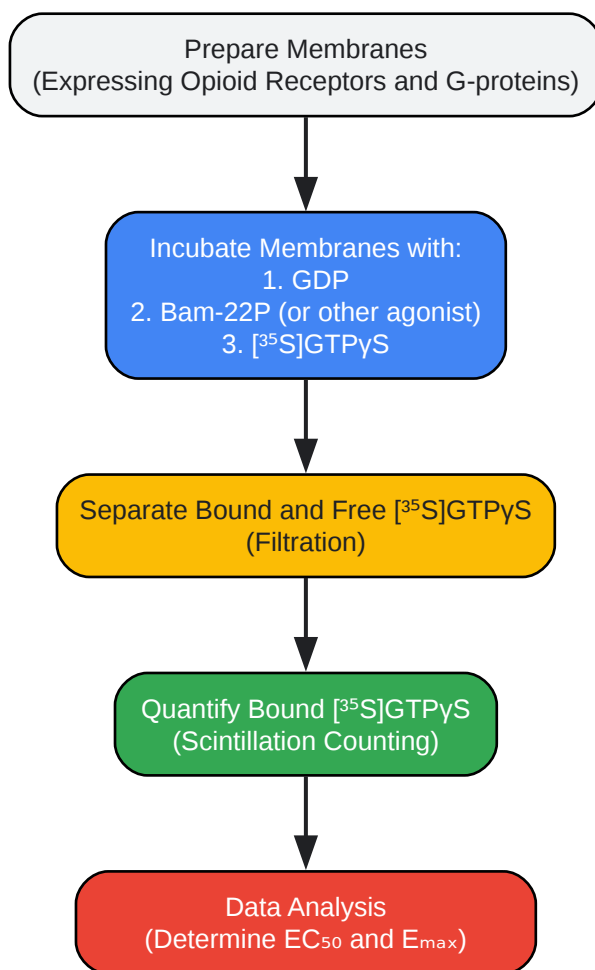 Prepare Membranes
(Expressing Opioid Receptors and G-proteins)
Incubate Membranes with:
1. GDP
2. Bam-22P (or other agonist)
3. [³⁵S]GTPγS
Separate Bound and Free [³⁵S]GTPγS
(Filtration)
Quantify Bound [³⁵S]GTPγS
(Scintillation Counting)
Data Analysis
(Determine EC₅₀ and Eₘₐₓ)